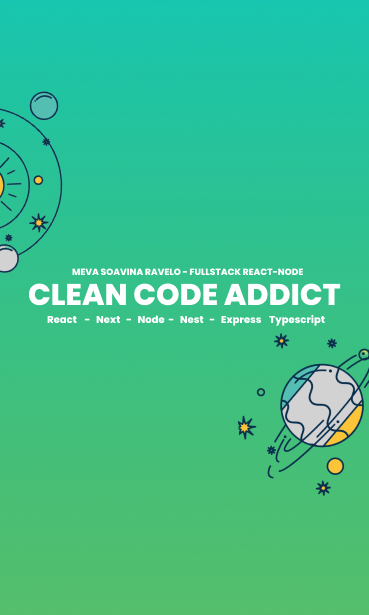 MEVA SOAVINA RAVELO - FULLSTACK REACT-NODE
CLEAN CODE ADDICT
React - Next - Node - Nest - Express Typescript